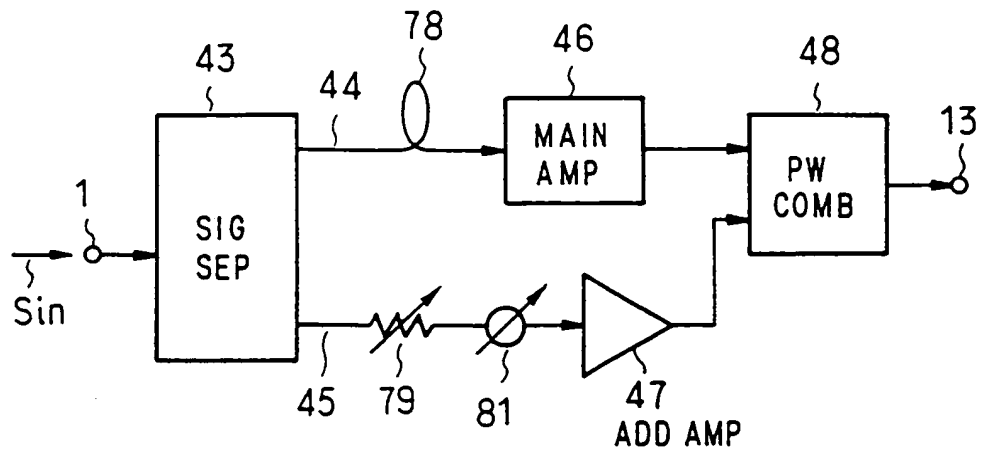 43
44
78
46
48
13
MAIN
AMP
PW
COMB
1
SIG
SEP
Sin
45
79
81
47
ADD AMP